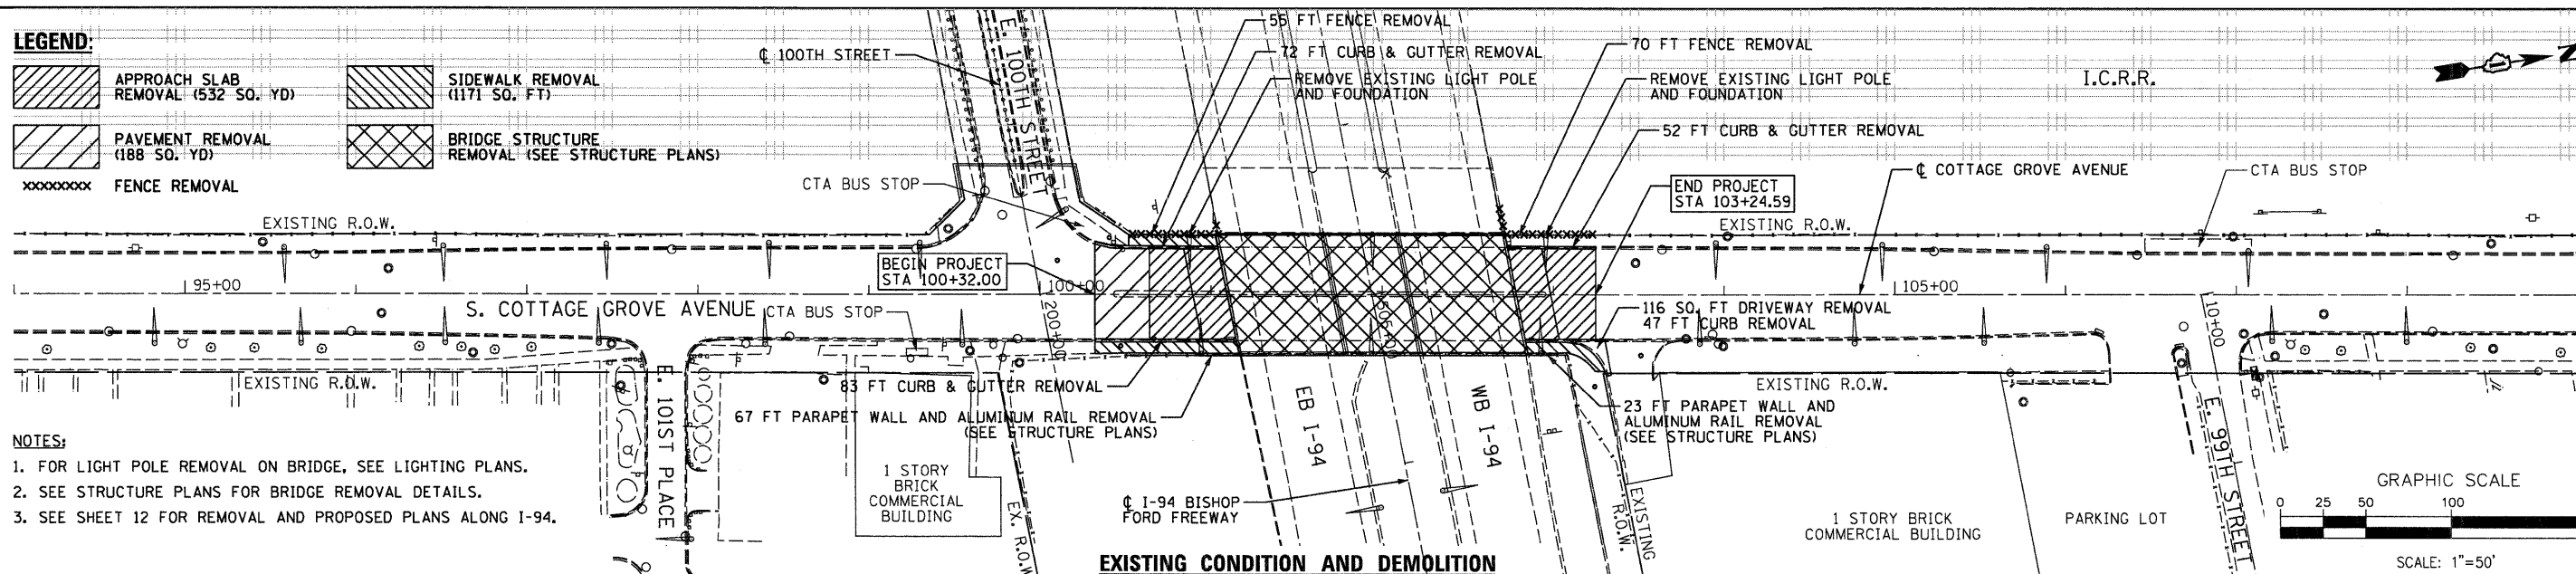 LEGEND:
APPROACH SLAB
REMOVAL (532 SQ. YD)
SIDEWALK REMOVAL
(1171 SQ. FT)
PAVEMENT REMOVAL
(188 SQ. YD)
BRIDGE STRUCTURE
REMOVAL (SEE STRUCTURE PLANS)
XXXXXXXX FENCE REMOVAL
℄ 100TH STREET
E. 100TH STREET
55 FT FENCE REMOVAL
72 FT CURB & GUTTER REMOVAL
REMOVE EXISTING LIGHT POLE
AND FOUNDATION
70 FT FENCE REMOVAL
REMOVE EXISTING LIGHT POLE
AND FOUNDATION
52 FT CURB & GUTTER REMOVAL
I.C.R.R.
CTA BUS STOP
℄ COTTAGE GROVE AVENUE
CTA BUS STOP
END PROJECT
STA 103+24.59
EXISTING R.O.W.
EXISTING R.O.W.
BEGIN PROJECT
STA 100+32.00
95+00
100+00
105+00
S. COTTAGE GROVE AVENUE
CTA BUS STOP
200+00
116 SQ. FT DRIVEWAY REMOVAL
47 FT CURB REMOVAL
10+00
EXISTING R.O.W.
83 FT CURB & GUTTER REMOVAL
EXISTING R.O.W.
67 FT PARAPET WALL AND ALUMINUM RAIL REMOVAL
(SEE STRUCTURE PLANS)
23 FT PARAPET WALL AND
ALUMINUM RAIL REMOVAL
(SEE STRUCTURE PLANS)
E. 101ST PLACE
EB I-94
WB I-94
E. 99TH STREET
NOTES:
1. FOR LIGHT POLE REMOVAL ON BRIDGE, SEE LIGHTING PLANS.
2. SEE STRUCTURE PLANS FOR BRIDGE REMOVAL DETAILS.
3. SEE SHEET 12 FOR REMOVAL AND PROPOSED PLANS ALONG I-94.
1 STORY
BRICK
COMMERCIAL
BUILDING
EX. R.O.W
℄ I-94 BISHOP
FORD FREEWAY
EXISTING
R.O.W.
1 STORY BRICK
COMMERCIAL BUILDING
PARKING LOT
GRAPHIC SCALE
0 25 50 100
SCALE: 1"=50'
EXISTING CONDITION AND DEMOLITION